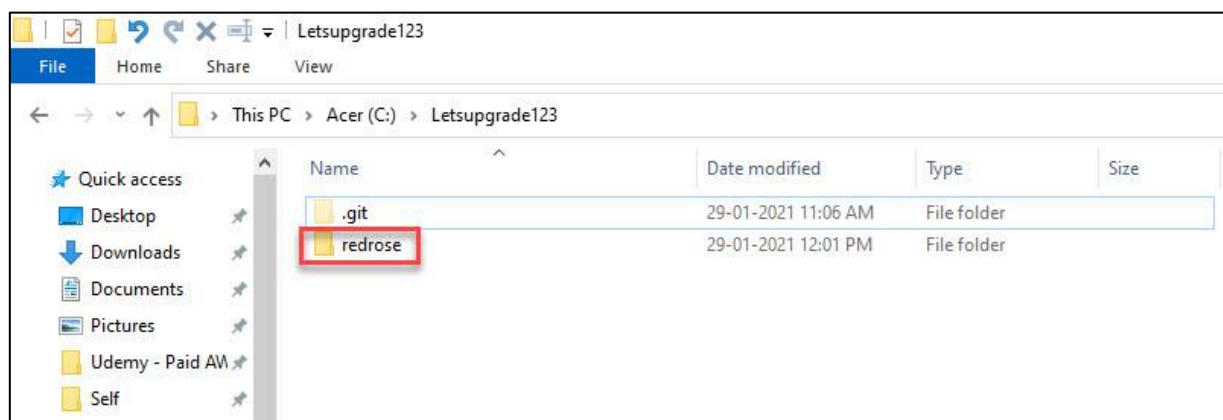 Letsupgrade123
File Home Share View
This PC > Acer (C:) > Letsupgrade123
Name Date modified Type Size
Quick access
Desktop
Downloads
Documents
Pictures
Udemy - Paid AW
Self
.git 29-01-2021 11:06 AM File folder
redrose 29-01-2021 12:01 PM File folder